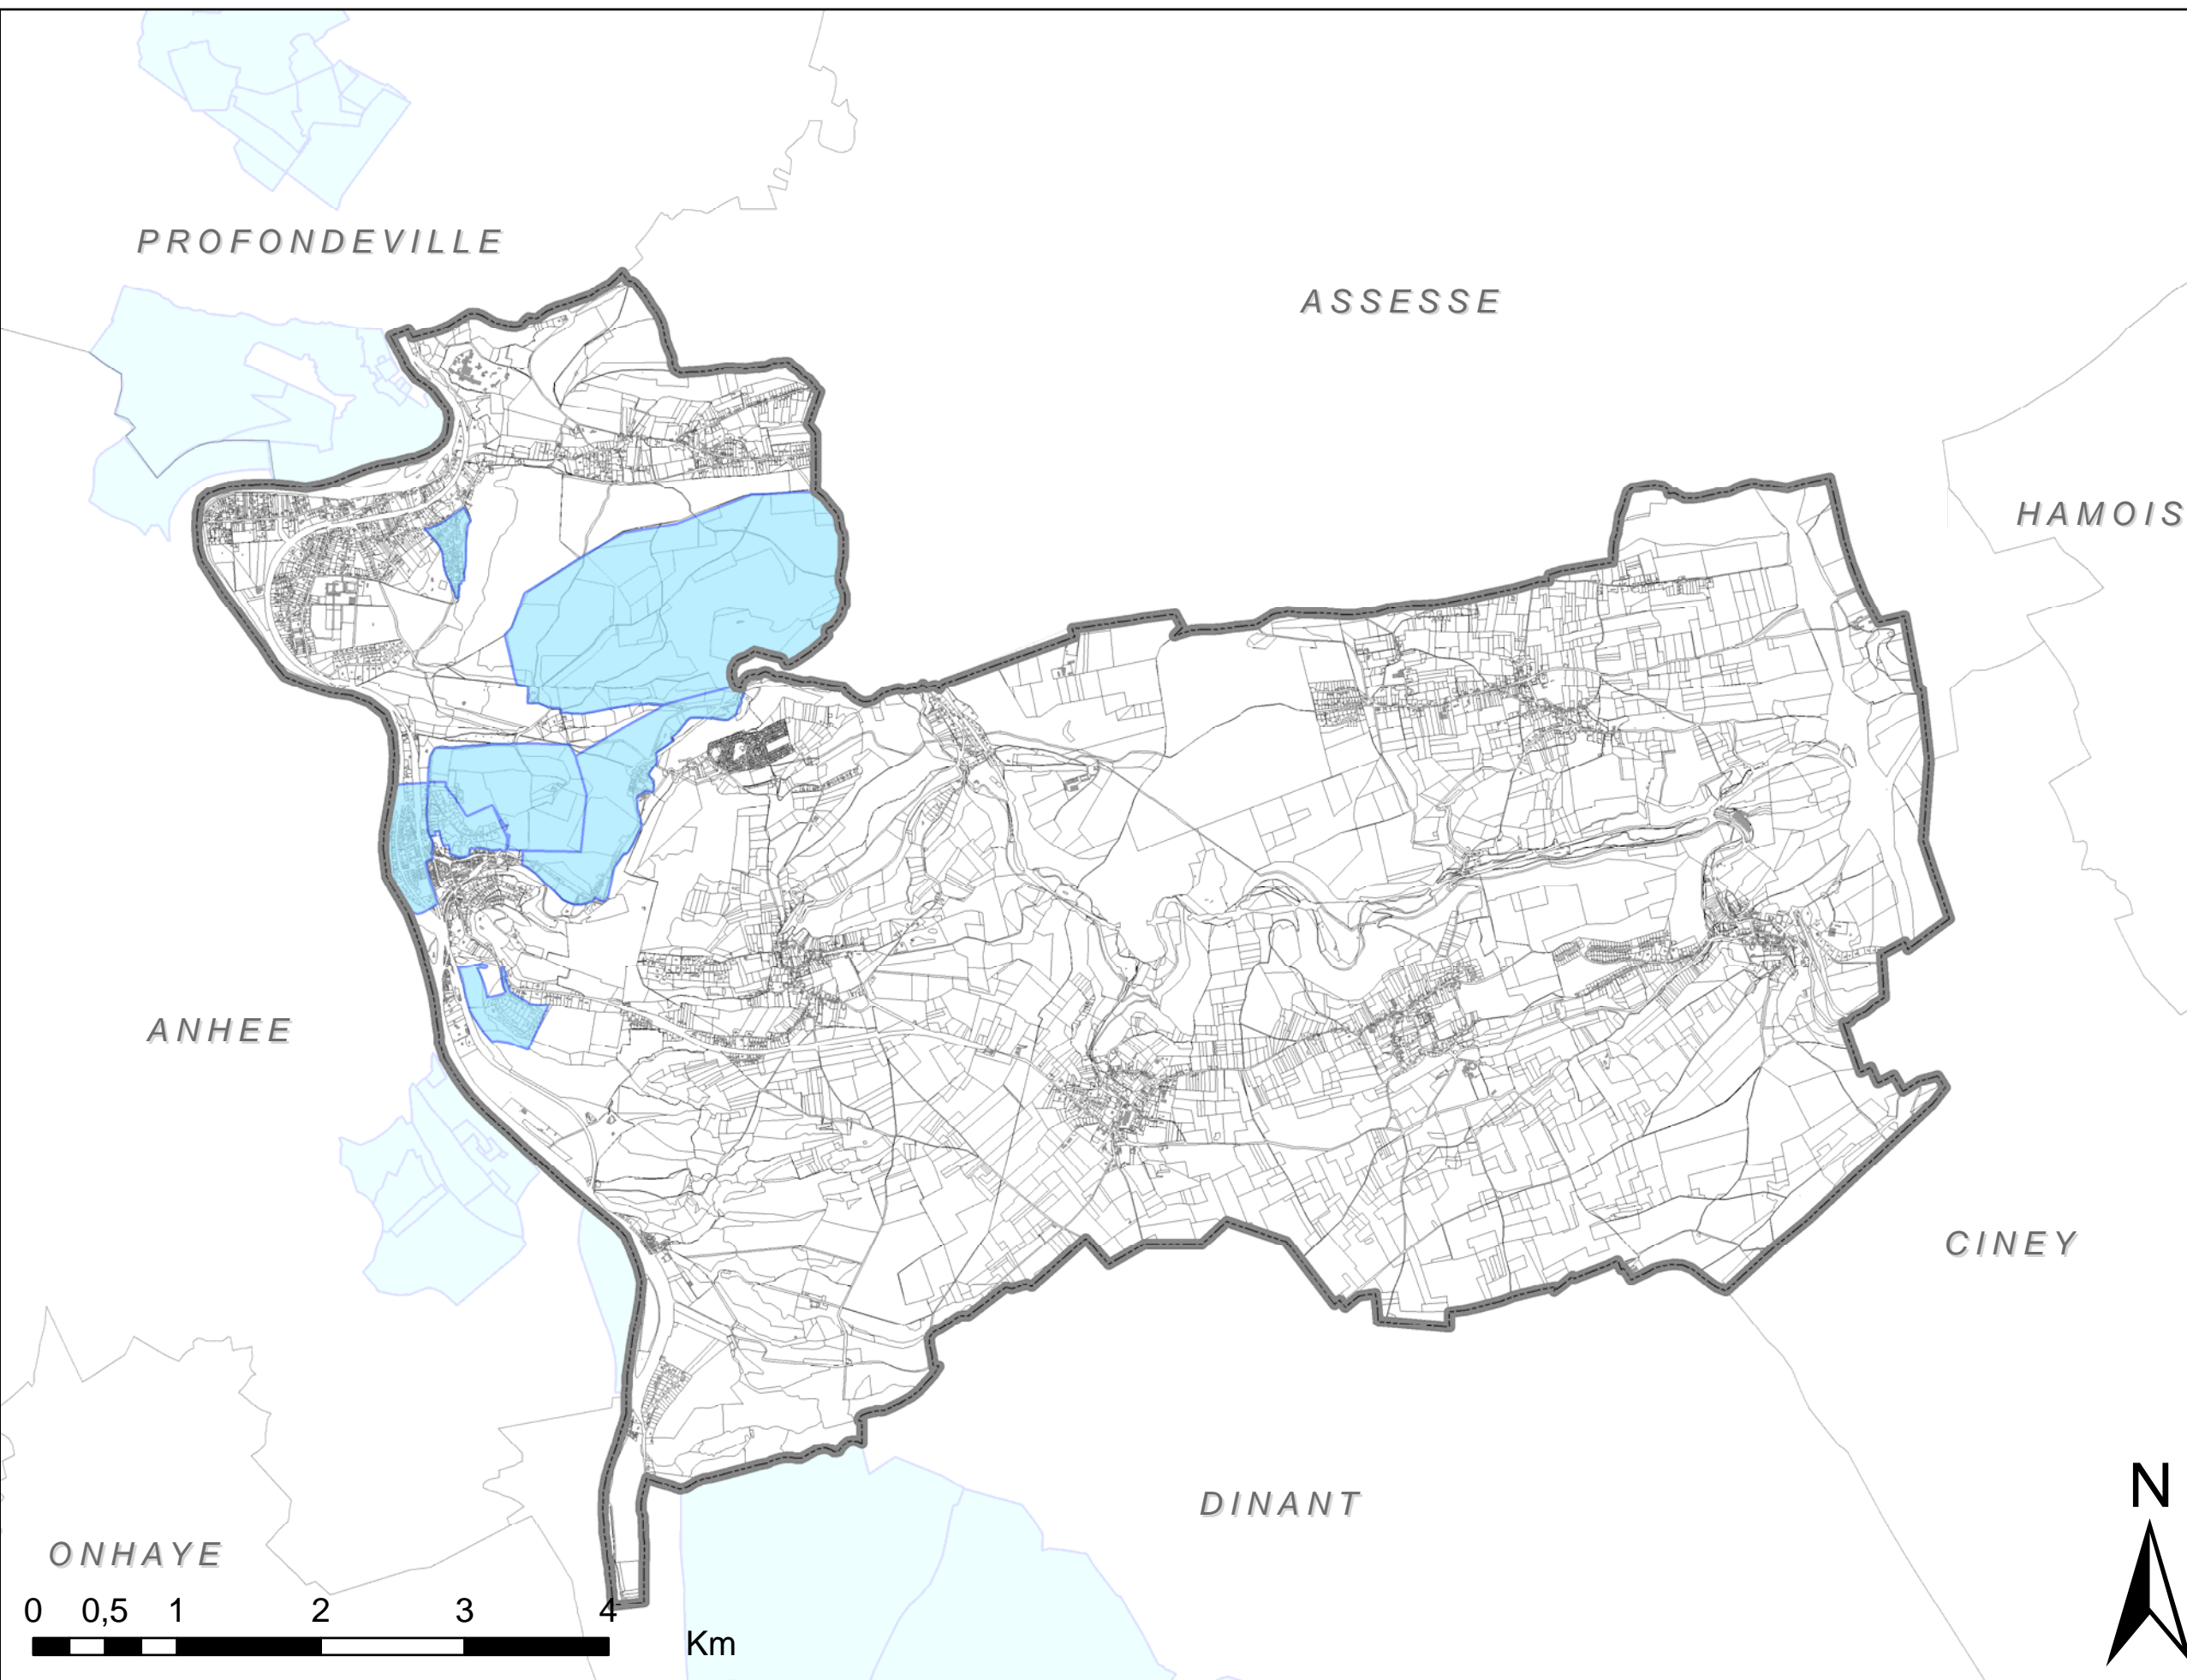 PROFONDEVILLE
ASSESSE
HAMOIS
ANHEE
CINEY
N
DINANT
ONHAYE
0 0,5 1 2 3 4
Km